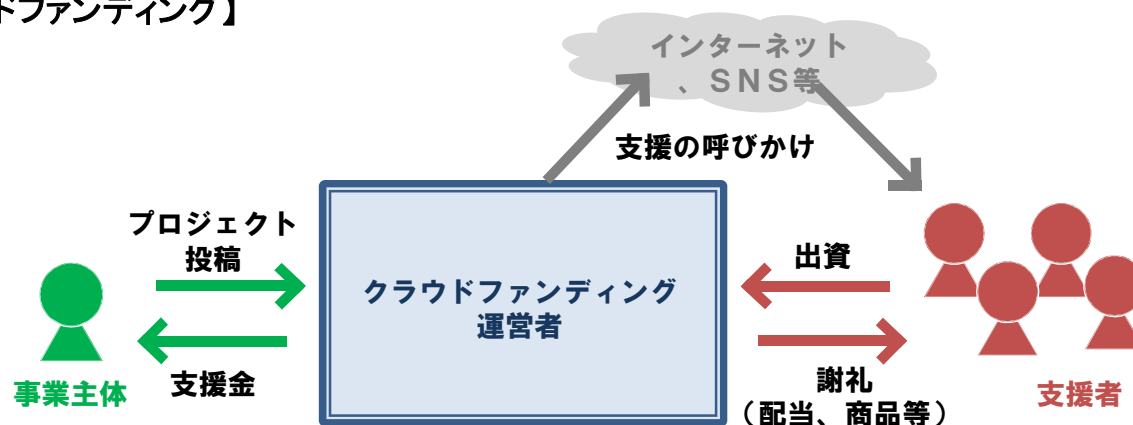 ドファンディング】
インターネット
、ＳＮＳ等
支援の呼びかけ
プロジェクト
投稿
出資
クラウドファンディング
運営者
支援金
事業主体
謝礼
（配当、商品等）
支援者